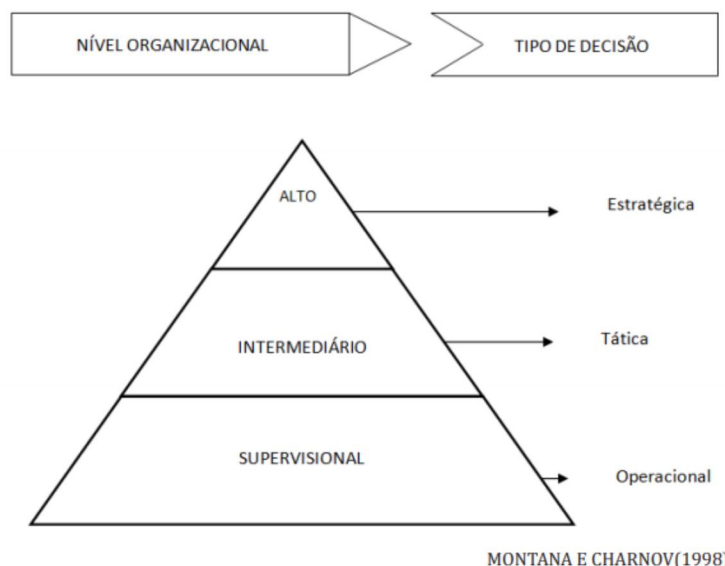 NÍVEL ORGANIZACIONAL
TIPO DE DECISÃO
ALTO
Estratégica
INTERMEDIÁRIO
Tática
SUPERVISIONAL
Operacional
MONTANA E CHARNOV(1998)